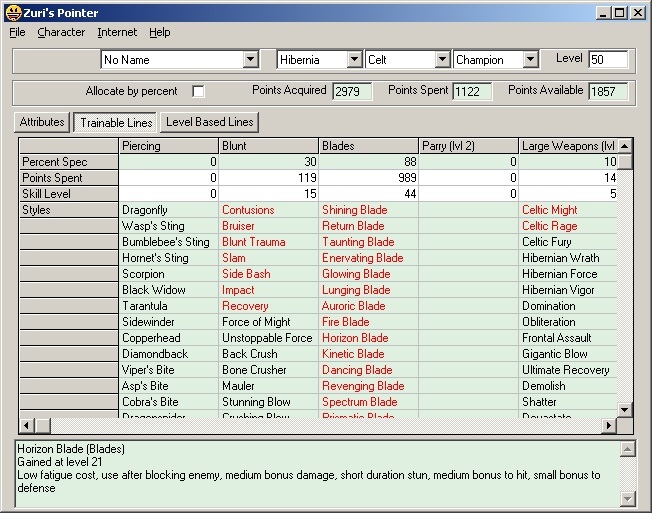 Zuri's Pointer
File Character Internet Help
No Name Hibernia Celt Champion Level 50
Allocate by percent Points Acquired 2979 Points Spent 1122 Points Available 1857
Attributes Trainable Lines Level Based Lines
Piercing Blunt Blades Parry (lvl 2) Large Weapons (lvl
Percent Spec 0 30 88 0 10
Points Spent 0 119 989 0 14
Skill Level 0 15 44 0 5
Styles Dragonfly Contusions Shining Blade Celtic Might
Wasp's Sting Bruiser Return Blade Celtic Rage
Bumblebee's Sting Blunt Trauma Taunting Blade Celtic Fury
Hornet's Sting Slam Enervating Blade Hibernian Wrath
Scorpion Side Bash Glowing Blade Hibernian Force
Black Widow Impact Lunging Blade Hibernian Vigor
Tarantula Recovery Auroric Blade Domination
Sidewinder Force of Might Fire Blade Obliteration
Copperhead Unstoppable Force Horizon Blade Frontal Assault
Diamondback Back Crush Kinetic Blade Gigantic Blow
Viper's Bite Bone Crusher Dancing Blade Ultimate Recovery
Asp's Bite Mauler Revenging Blade Demolish
Cobra's Bite Stunning Blow Spectrum Blade Shatter
Dragonspider Crushing Blow Prismatic Blade Devastate
Horizon Blade (Blades)
Gained at level 21
Low fatigue cost, use after blocking enemy, medium bonus damage, short duration stun, medium bonus to hit, small bonus to
defense